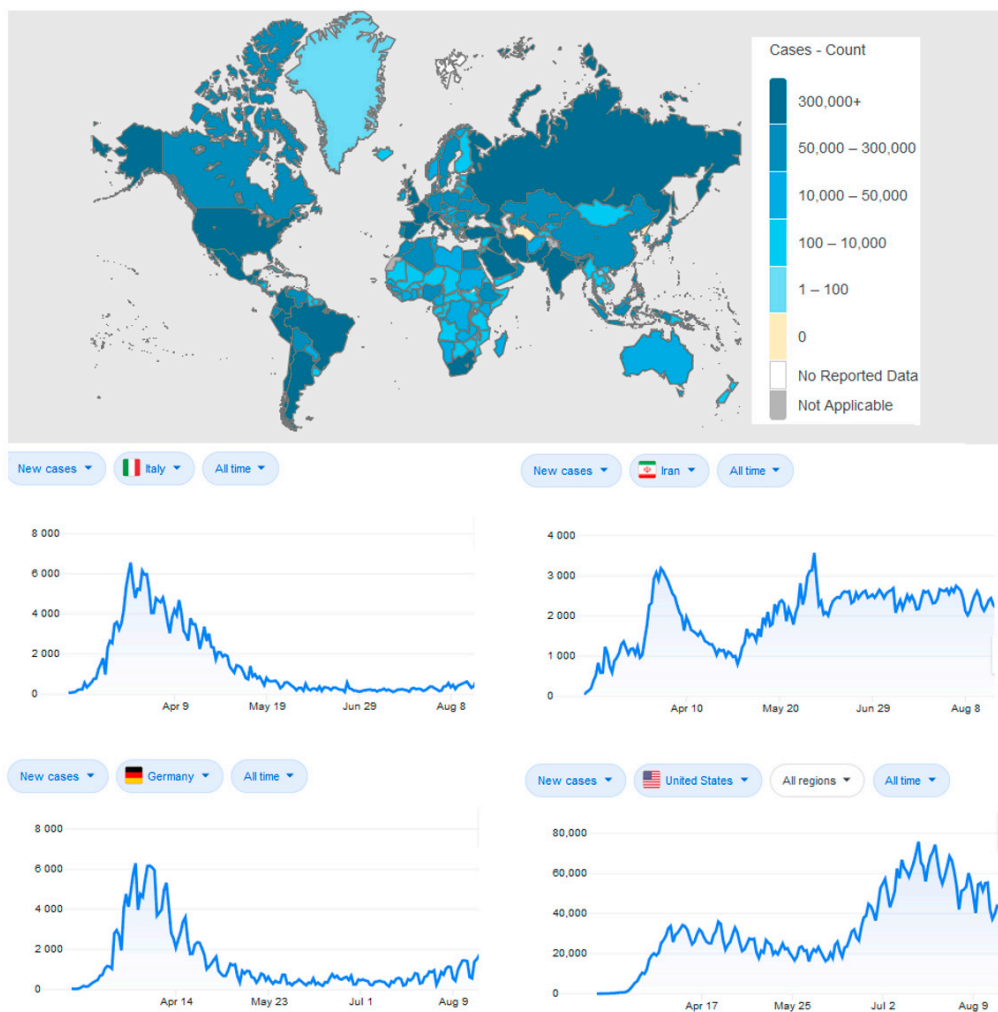 Cases - Count
300,000+
50,000 – 300,000
10,000 – 50,000
100 – 10,000
1 – 100
0
No Reported Data
Not Applicable
New cases Italy All time
8 000
6 000
4 000
2 000
0
Apr 9 May 19 Jun 29 Aug 8
New cases Iran All time
4 000
3 000
2 000
1 000
0
Apr 10 May 20 Jun 29 Aug 8
New cases Germany All time
8 000
6 000
4 000
2 000
0
Apr 14 May 23 Jul 1 Aug 9
New cases United States All regions All time
80,000
60,000
40,000
20,000
0
Apr 17 May 25 Jul 2 Aug 9